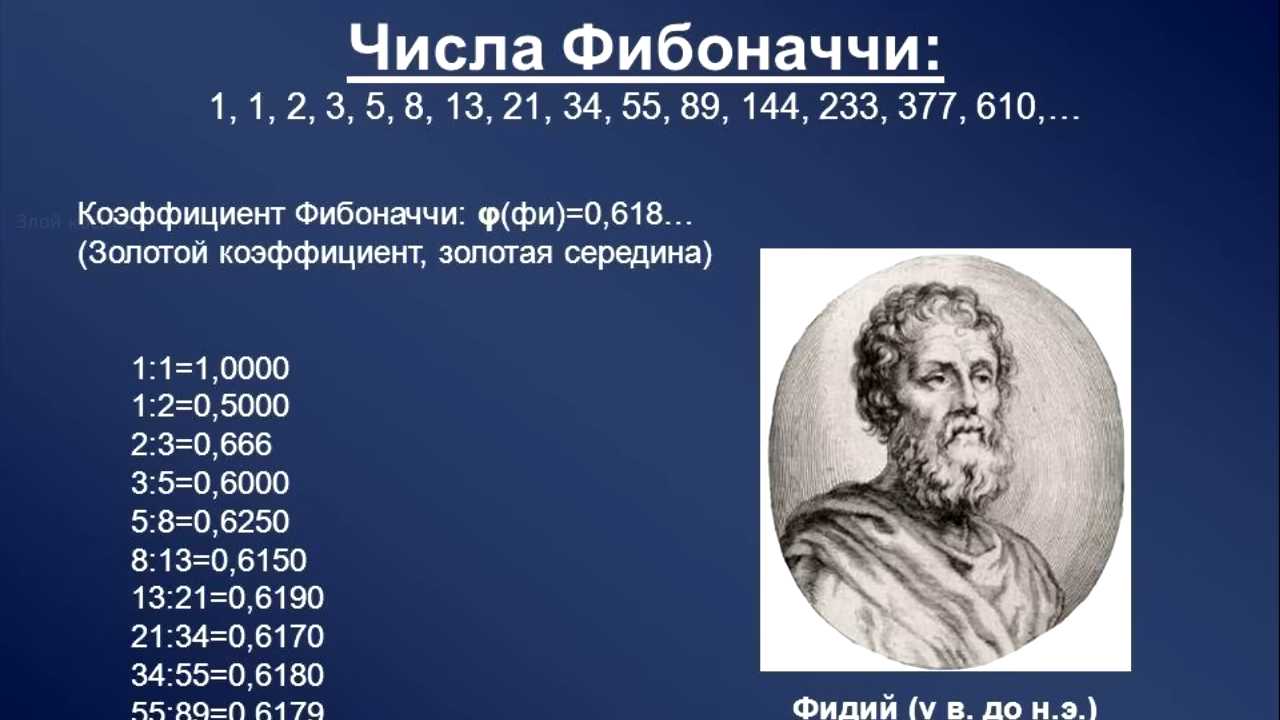 Числа Фибоначчи:
1, 1, 2, 3, 5, 8, 13, 21, 34, 55, 89, 144, 233, 377, 610,…
Злой
Коэффициент Фибоначчи: φ(фи)=0,618…
(Золотой коэффициент, золотая середина)
1:1=1,0000
1:2=0,5000
2:3=0,666
3:5=0,6000
5:8=0,6250
8:13=0,6150
13:21=0,6190
21:34=0,6170
34:55=0,6180
55:89=0,6179
Фидий (v в. до н.э.)